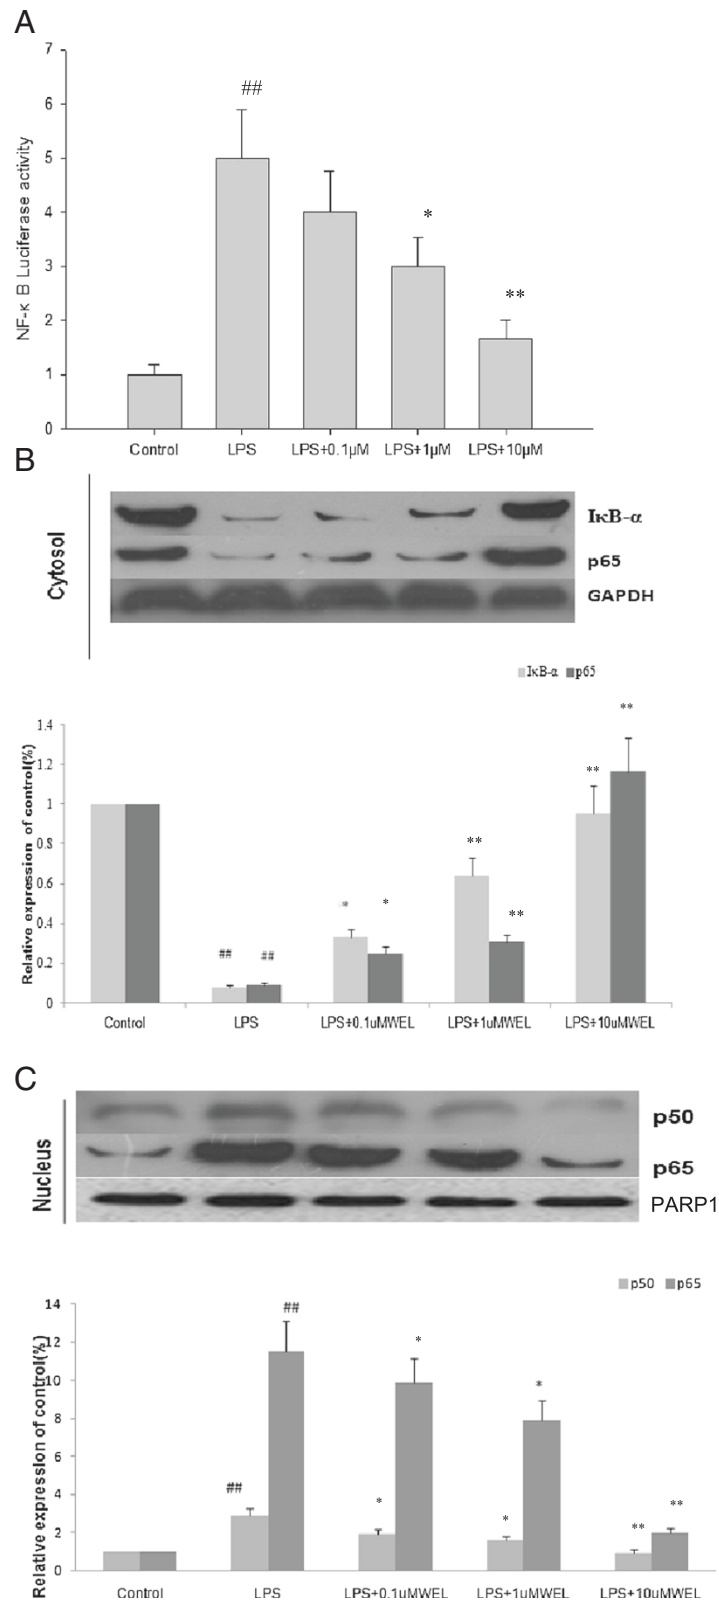 A
7
6
5
4
3
2
1
0
NF-κ B Luciferase activity
##
*
**
Control LPS LPS+0.1μM LPS+1μM LPS+10μM
B
Cytosol
IκB-α
p65
GAPDH
IκB-α p65
1.4
1.2
1
0.8
0.6
0.4
0.2
0
Relative expression of control(%)
## ##
* *
** **
** **
Control LPS LPS+0.1uMWEL LPS+1uMWEL LPS+10uMWEL
C
Nucleus
p50
p65
PARP1
p50 p65
14
12
10
8
6
4
2
0
Relative expression of control(%)
## ##
* *
* *
** **
Control LPS LPS+0.1uMWEL LPS+1uMWEL LPS+10uMWEL